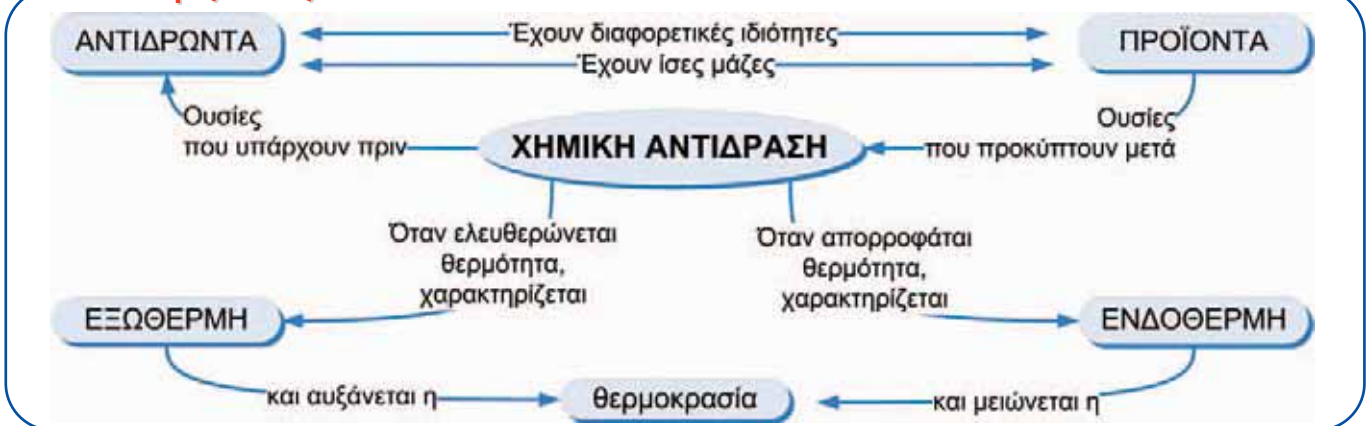 ΑΝΤΙΔΡΩΝΤΑ
Έχουν διαφορετικές ιδιότητες
Έχουν ίσες μάζες
ΠΡΟΪΟΝΤΑ
Ουσίες
που υπάρχουν πριν
ΧΗΜΙΚΗ ΑΝΤΙΔΡΑΣΗ
Ουσίες
που προκύπτουν μετά
Όταν ελευθερώνεται
θερμότητα,
χαρακτηρίζεται
Όταν απορροφάται
θερμότητα,
χαρακτηρίζεται
ΕΞΩΘΕΡΜΗ
ΕΝΔΟΘΕΡΜΗ
και αυξάνεται η
θερμοκρασία
και μειώνεται η